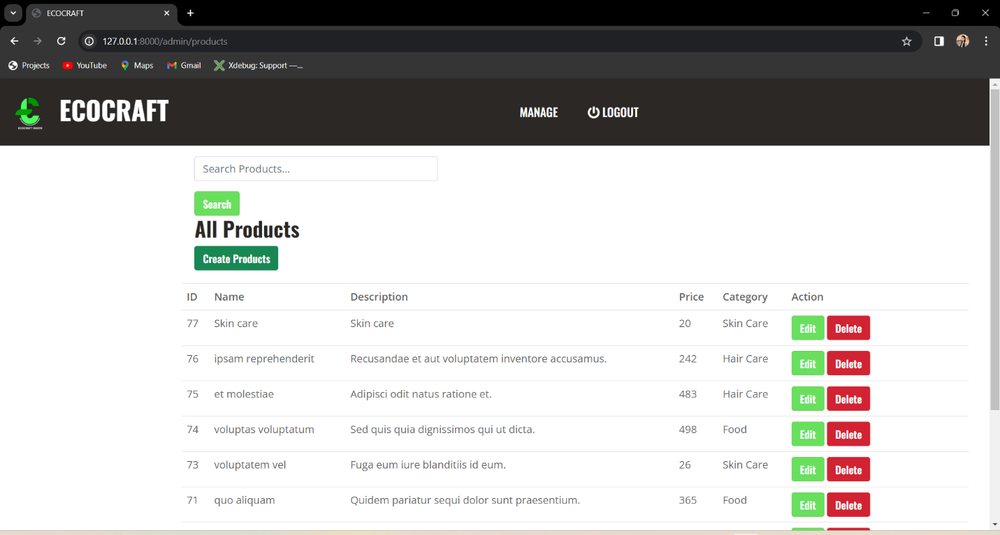 ECOCRAFT
127.0.0.1:8000/admin/products
Projects YouTube Maps Gmail Xdebug: Support —...
ECOCRAFT HAVEN
ECOCRAFT
MANAGE LOGOUT
Search Products...
Search
All Products
Create Products
ID Name Description Price Category Action
77 Skin care Skin care 20 Skin Care Edit Delete
76 ipsam reprehenderit Recusandae et aut voluptatem inventore accusamus. 242 Hair Care Edit Delete
75 et molestiae Adipisci odit natus ratione et. 483 Hair Care Edit Delete
74 voluptas voluptatum Sed quis quia dignissimos qui ut dicta. 498 Food Edit Delete
73 voluptatem vel Fuga eum iure blanditiis id eum. 26 Skin Care Edit Delete
71 quo aliquam Quidem pariatur sequi dolor sunt praesentium. 365 Food Edit Delete